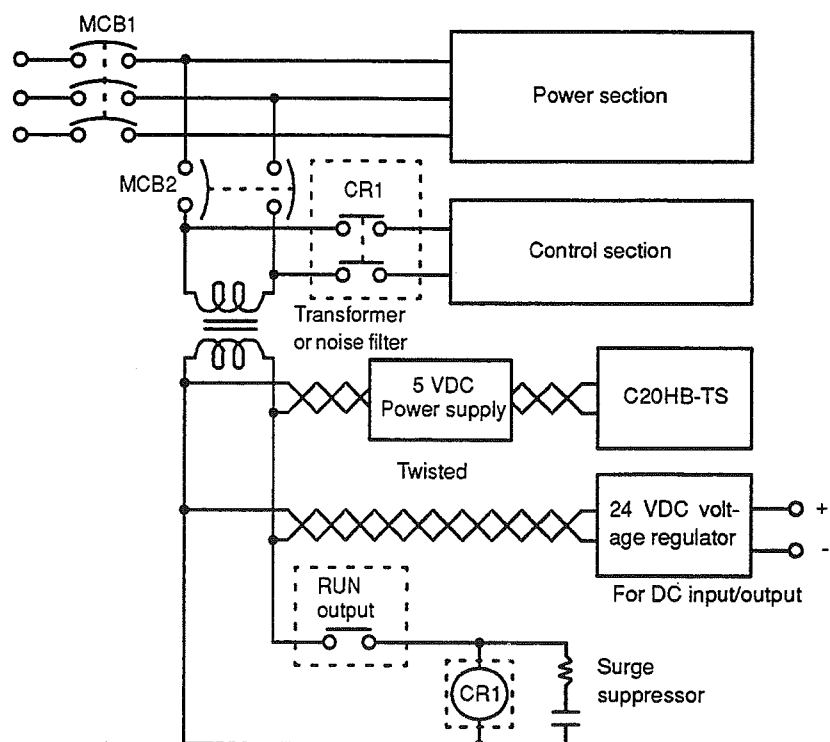 MCB1
Power section
MCB2
CR1
Control section
Transformer
or noise filter
5 VDC
Power supply
C20HB-TS
Twisted
24 VDC volt-
age regulator
+
-
For DC input/output
RUN
output
CR1
Surge
suppressor